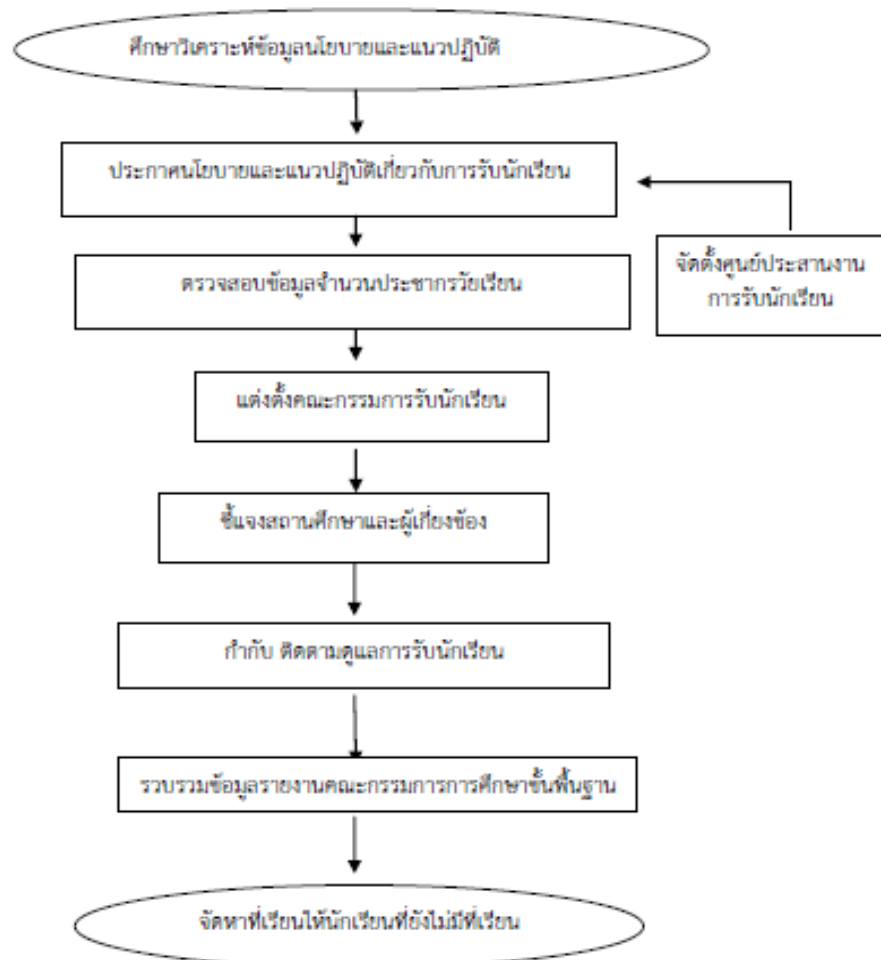 ศึกษาวิเคราะห์ข้อมูลนโยบายและแนวปฏิบัติ
ประกาศนโยบายและแนวปฏิบัติเกี่ยวกับการรับนักเรียน
จัดตั้งศูนย์ประสานงาน
การรับนักเรียน
ตรวจสอบข้อมูลจำนวนประชากรวัยเรียน
แต่งตั้งคณะกรรมการรับนักเรียน
ชี้แจงสถานศึกษาและผู้เกี่ยงข้อง
กำกับ ติดตามดูแลการรับนักเรียน
รวบรวมข้อมูลรายงานคณะกรรมการการศึกษาขั้นพื้นฐาน
จัดหาที่เรียนให้นักเรียนที่ยังไม่มีที่เรียน